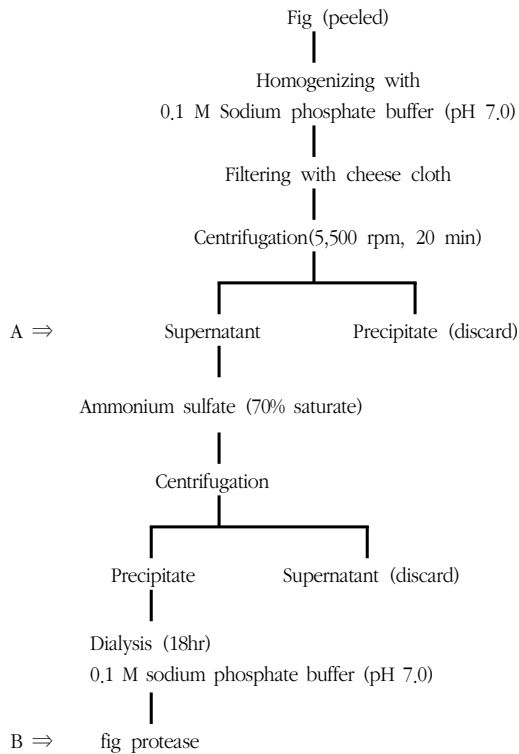 Fig (peeled)
Homogenizing with
0.1 M Sodium phosphate buffer (pH 7.0)
Filtering with cheese cloth
Centrifugation(5,500 rpm, 20 min)
A ⇒ Supernatant Precipitate (discard)
Ammonium sulfate (70% saturate)
Centrifugation
Precipitate Supernatant (discard)
Dialysis (18hr)
0.1 M sodium phosphate buffer (pH 7.0)
B ⇒ fig protease